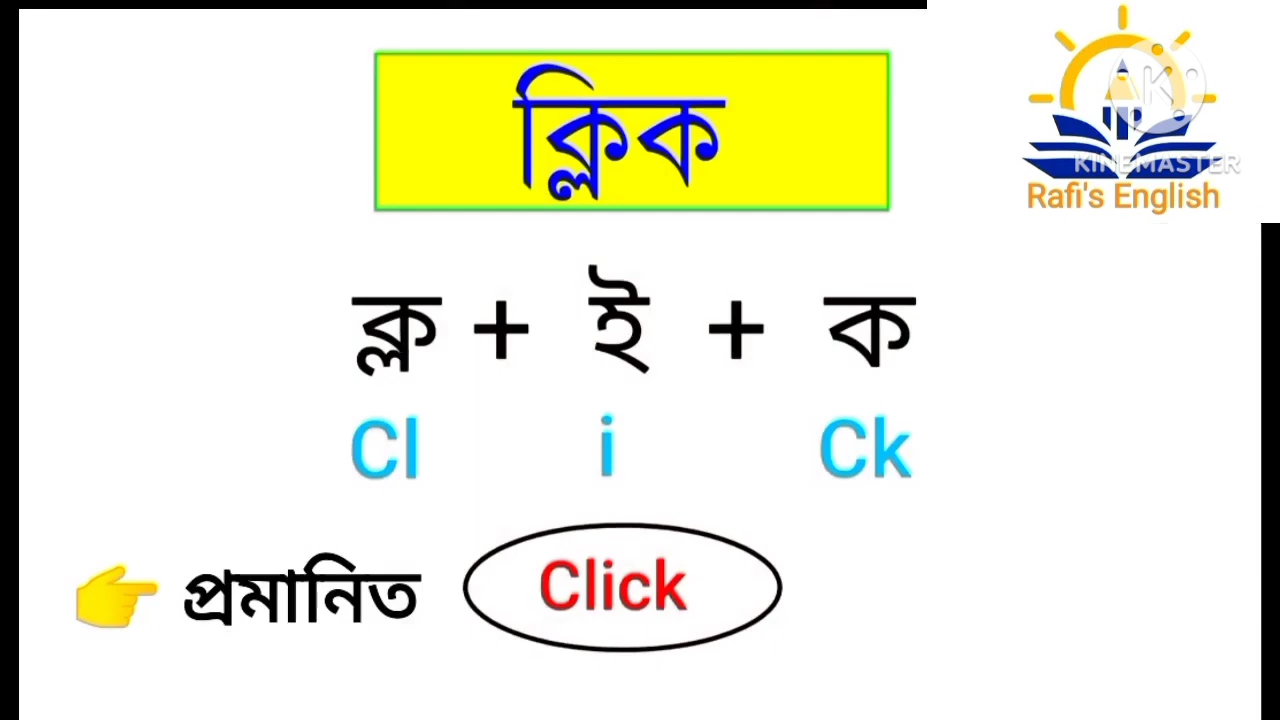 ক্লিক
KINEMASTER
Rafi's English
ক্ল + ই + ক
Cl i Ck
👉 প্রমানিত Click